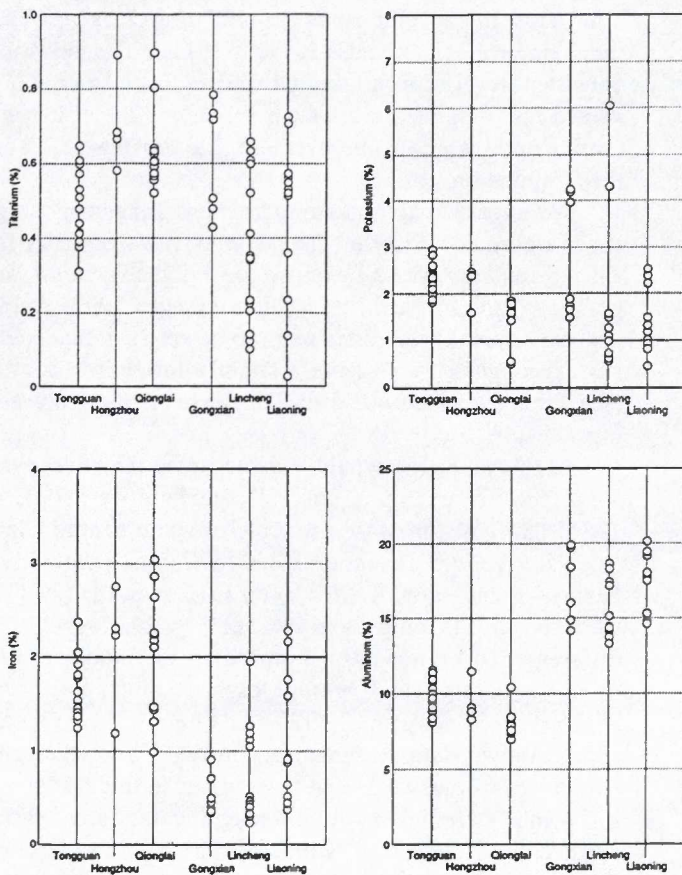 1.0
0.8
0.6
0.4
0.2
0
Titanium (%)
Tongguan Qionglai Lincheng
Hongzhou Gongxian Liaoning
8
7
6
5
4
3
2
1
0
Potassium (%)
Tongguan Qionglai Lincheng
Hongzhou Gongxian Liaoning
4
3
2
1
0
Iron (%)
Tongguan Qionglai Lincheng
Hongzhou Gongxian Liaoning
25
20
15
10
5
0
Aluminum (%)
Tongguan Qionglai Lincheng
Hongzhou Gongxian Liaoning